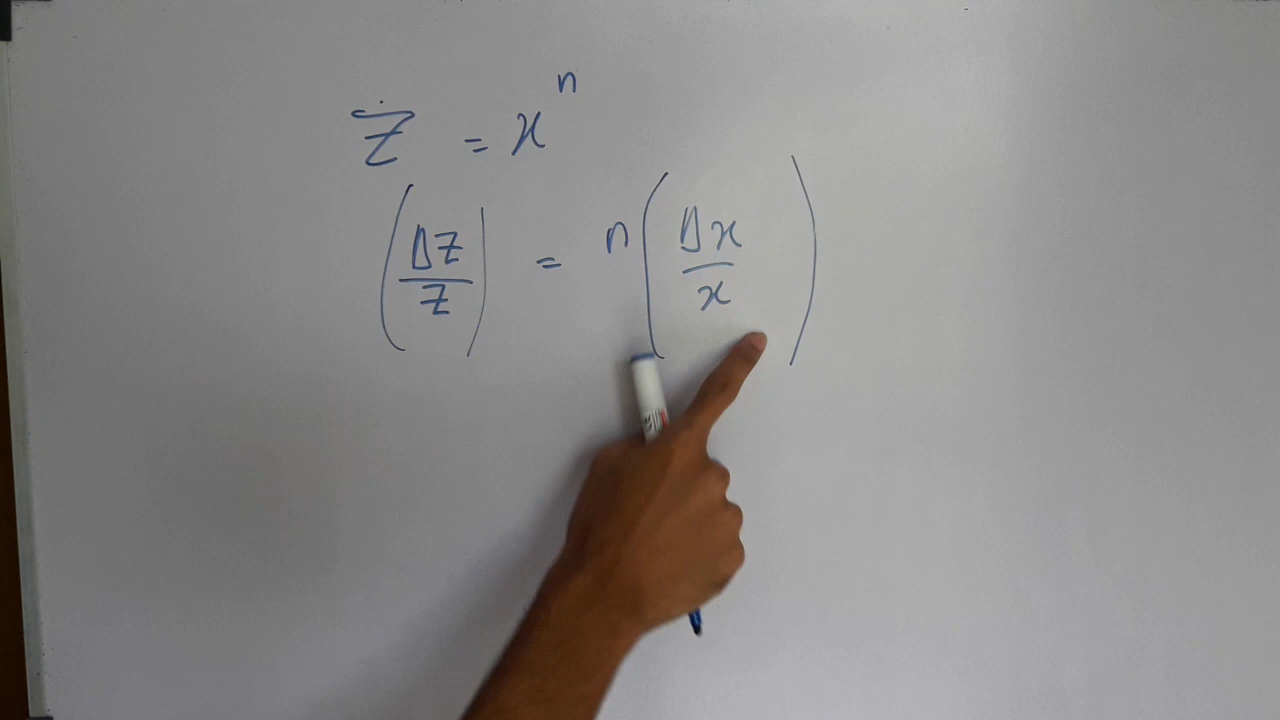 Z = x^n
(ΔZ/Z) = n(Δx/x)